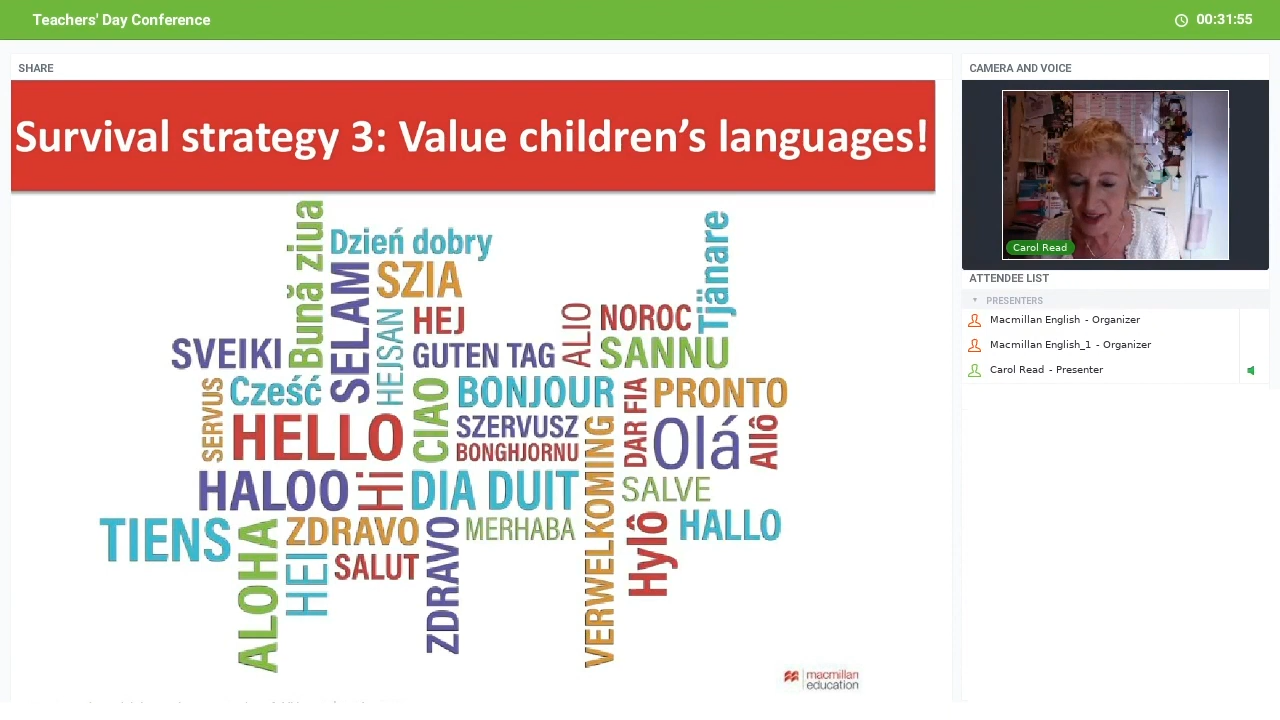 Teachers' Day Conference
00:31:55
SHARE
Survival strategy 3: Value children's languages!
Bună ziua
Dzień dobry
Tjänare
SELAM
SZIA
HEJSAN
HEJ
ALIO
NOROC
SVEIKI
GUTEN TAG
SANNU
SERVUS
Cześć
CIAO
BONJOUR
DAR FIA
PRONTO
HELLO
SZERVUSZ
BONGHJORNU
VERWELKOMING
Olá
Allô
HALOO
Hi
DIA DUIT
SALVE
TIENS
ALOHA
ZDRAVO
ZDRAVO
MERHABA
Hylô
HALLO
HEI
SALUT
macmillan
education
CAMERA AND VOICE
Carol Read
ATTENDEE LIST
PRESENTERS
Macmillan English - Organizer
Macmillan English_1 - Organizer
Carol Read - Presenter